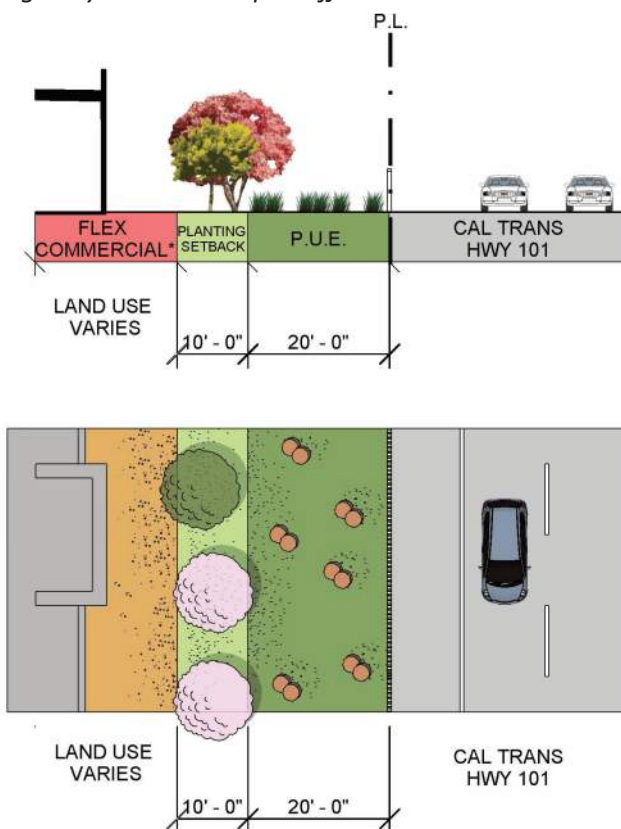 P.L.
FLEX
COMMERCIAL*
PLANTING
SETBACK
P.U.E.
CAL TRANS
HWY 101
LAND USE
VARIES
10' - 0"
20' - 0"
LAND USE
VARIES
CAL TRANS
HWY 101
10' - 0"
20' - 0"